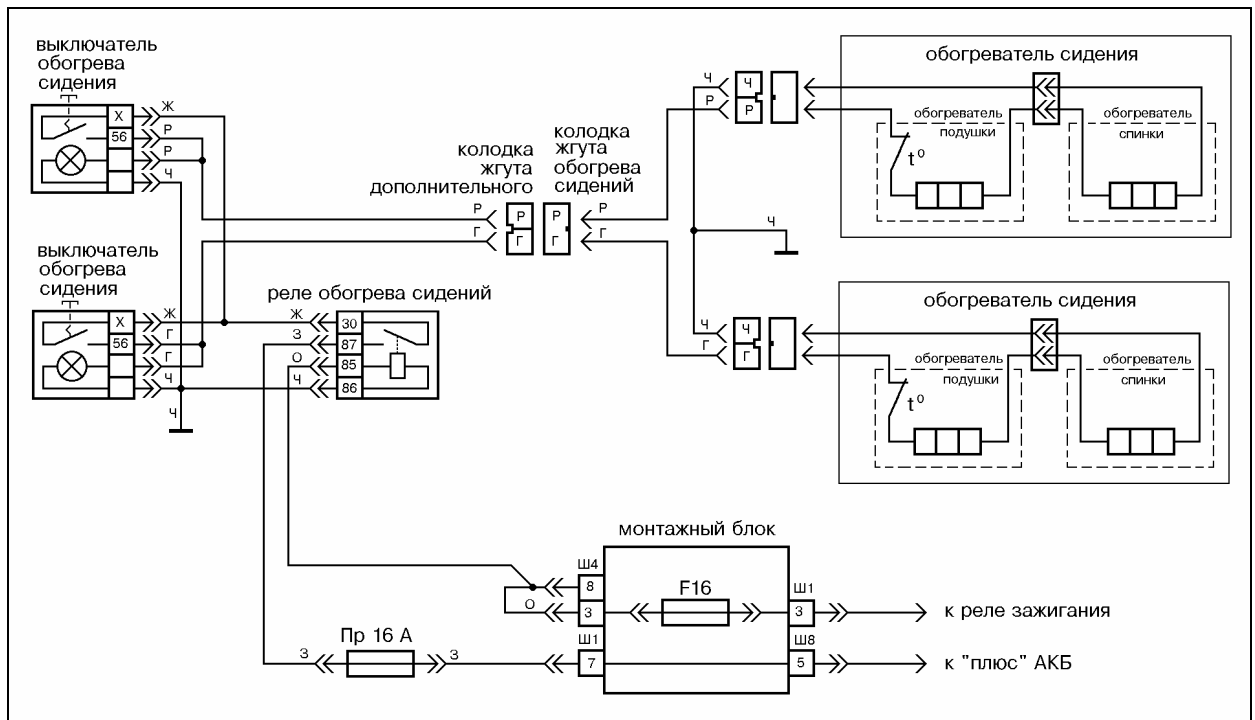 выключатель
обогрева
сидения
Х
Ж
56
Р
Р
Ч
выключатель
обогрева
сидения
Х
Ж
56
Г
Г
Ч
Ч
реле обогрева сидений
Ж
30
З
87
О
85
Ч
86
колодка
жгута
дополнительного
колодка
жгута
обогрева
сидений
Р
Р
Р
Р
Г
Г
Г
Г
Ч
Ч
Р
Р
Ч
Ч
Ч
Г
Г
обогреватель сидения
обогреватель
подушки
t°
обогреватель
спинки
обогреватель сидения
обогреватель
подушки
t°
обогреватель
спинки
монтажный блок
Ш4
8
О
3
F16
Ш1
3
к реле зажигания
Пр 16 А
З
З
Ш1
7
Ш8
5
к "плюс" АКБ